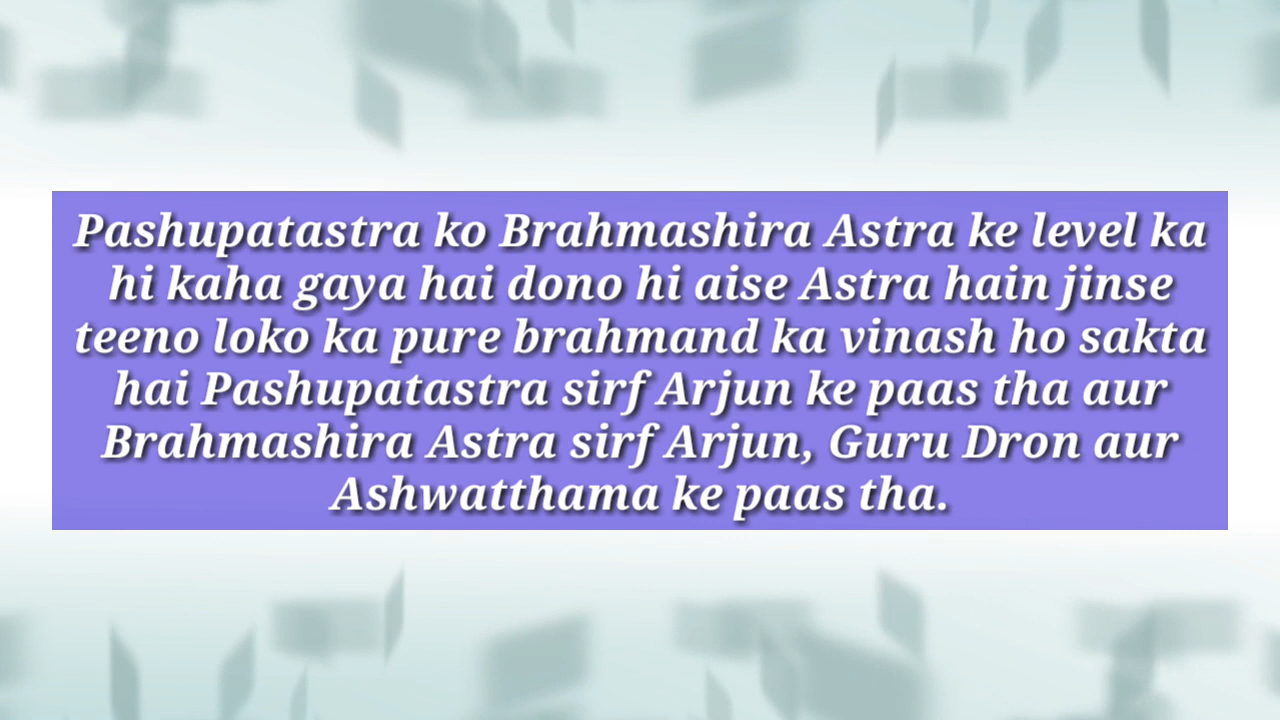 Pashupatastra ko Brahmashira Astra ke level ka
hi kaha gaya hai dono hi aise Astra hain jinse
teeno loko ka pure brahmand ka vinash ho sakta
hai Pashupatastra sirf Arjun ke paas tha aur
Brahmashira Astra sirf Arjun, Guru Dron aur
Ashwatthama ke paas tha.